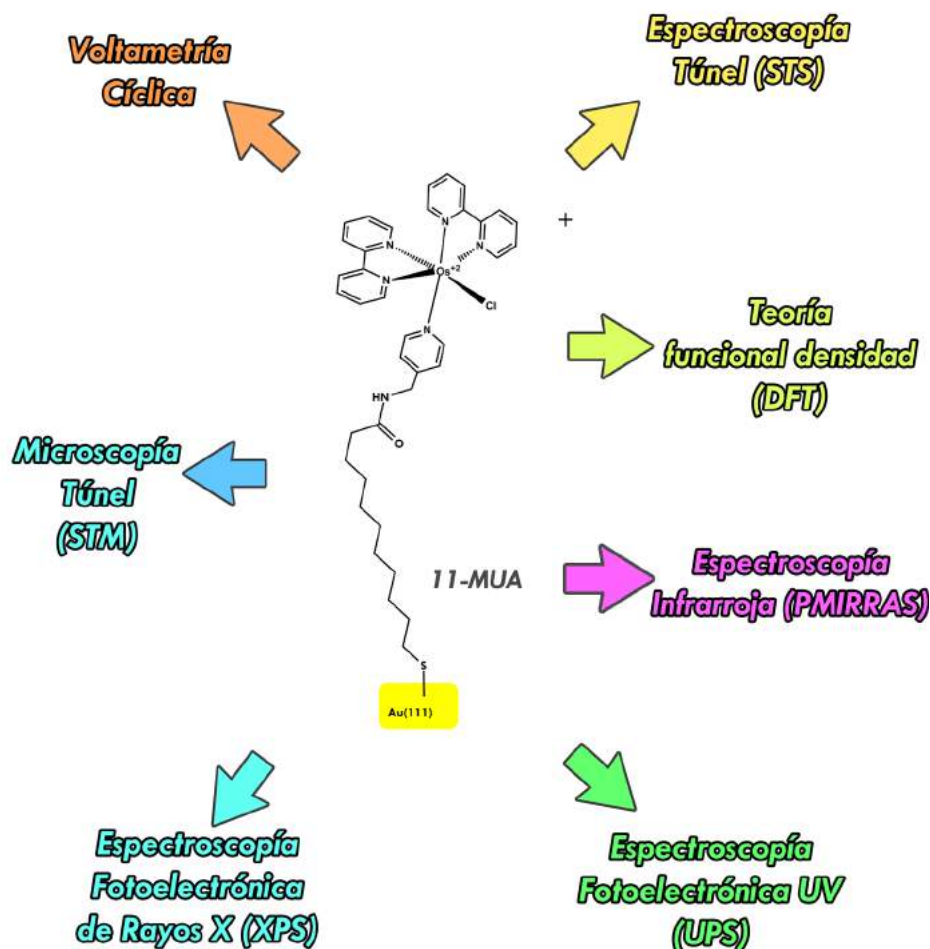 Voltametría
Cíclica
Espectroscopía
Túnel (STS)
+
N
N
N
N
Os+2
Cl
N
HN
O
Teoría
funcional densidad
(DFT)
Microscopía
Túnel
(STM)
11-MUA
Espectroscopía
Infrarroja (PMIRRAS)
S
Au(111)
Espectroscopía
Fotoelectrónica
de Rayos X (XPS)
Espectroscopía
Fotoelectrónica UV
(UPS)